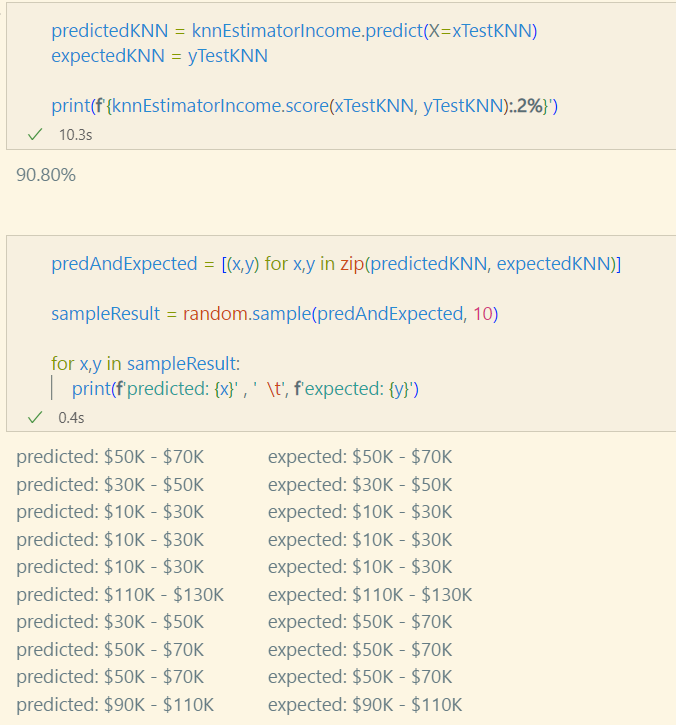 predictedKNN = knnEstimatorIncome.predict(X=xTestKNN)
expectedKNN = yTestKNN
print(f'{knnEstimatorIncome.score(xTestKNN, yTestKNN):.2%}')
10.3s
90.80%
predAndExpected = [(x,y) for x,y in zip(predictedKNN, expectedKNN)]
sampleResult = random.sample(predAndExpected, 10)
for x,y in sampleResult:
print(f'predicted: {x}' , '  \t', f'expected: {y}')
0.4s
predicted: $50K - $70K expected: $50K - $70K
predicted: $30K - $50K expected: $30K - $50K
predicted: $10K - $30K expected: $10K - $30K
predicted: $10K - $30K expected: $10K - $30K
predicted: $10K - $30K expected: $10K - $30K
predicted: $110K - $130K expected: $110K - $130K
predicted: $30K - $50K expected: $50K - $70K
predicted: $50K - $70K expected: $50K - $70K
predicted: $50K - $70K expected: $50K - $70K
predicted: $90K - $110K expected: $90K - $110K